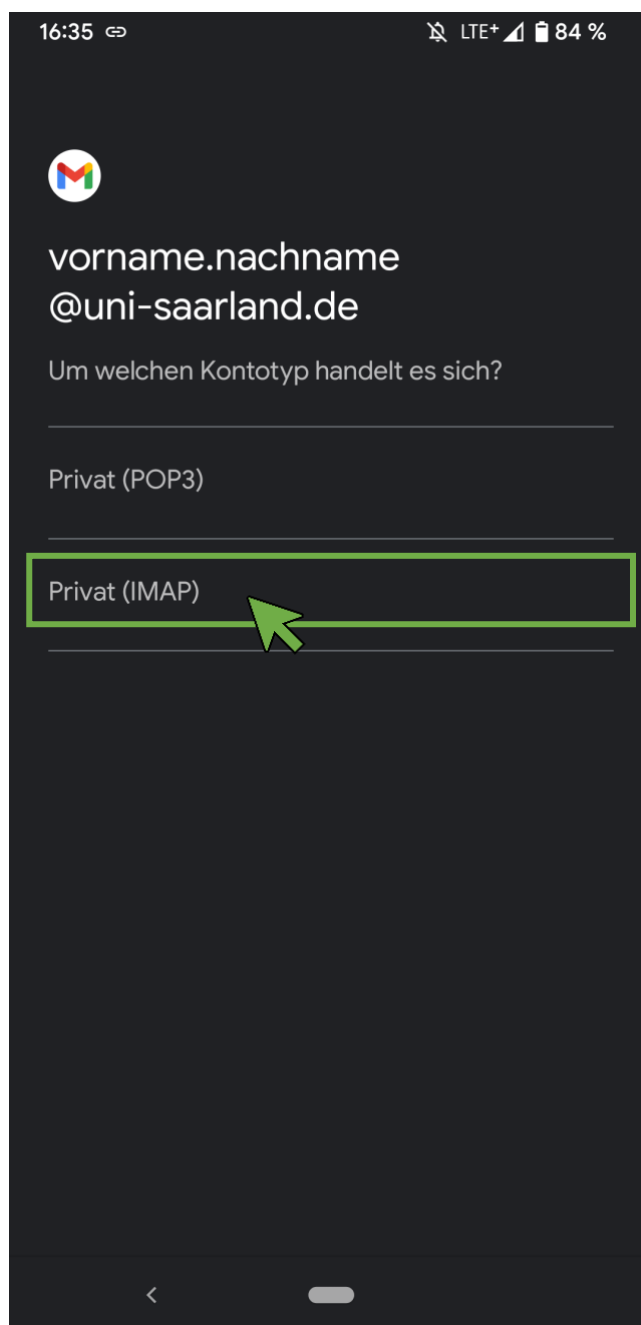 16:35 LTE+ 84 %
vorname.nachname
@uni-saarland.de
Um welchen Kontotyp handelt es sich?
Privat (POP3)
Privat (IMAP)